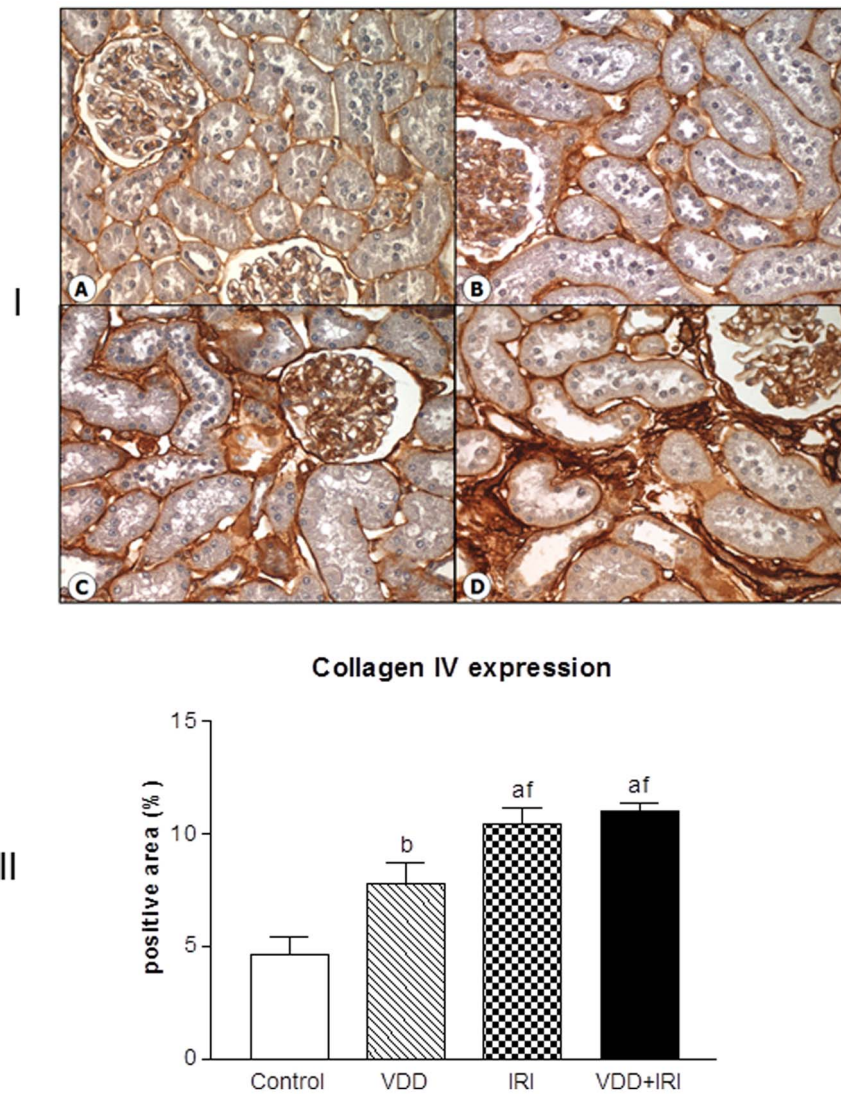 I
A
B
C
D
II
Collagen IV expression
positive area (%)
15
10
5
0
b
af
af
Control
VDD
IRI
VDD+IRI